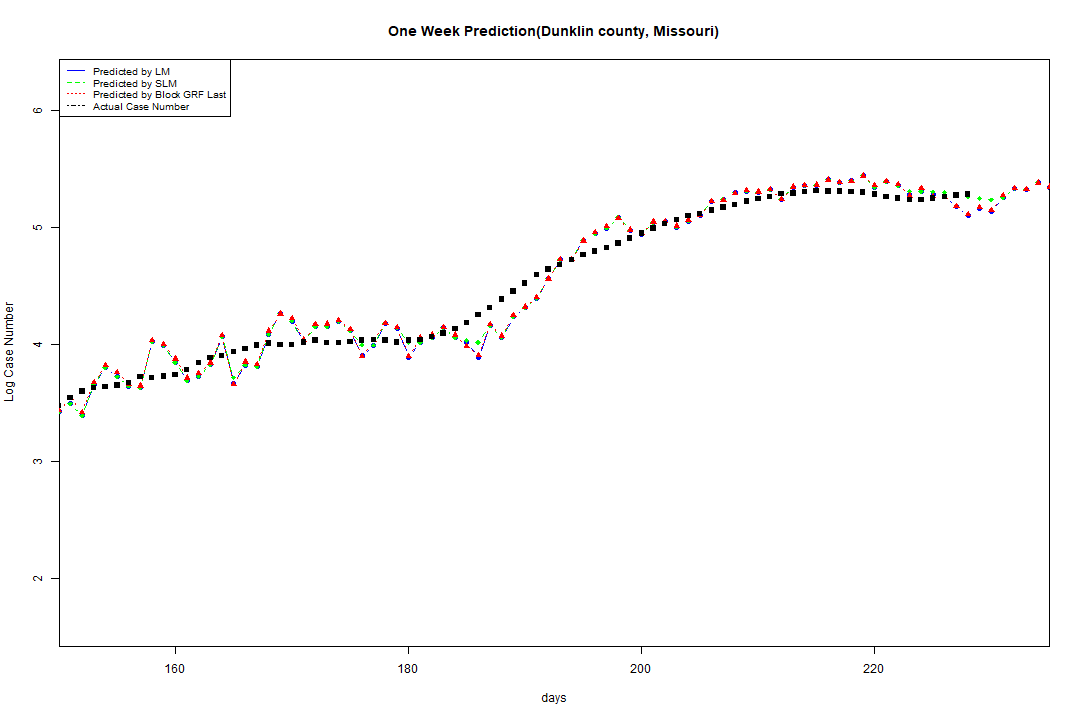 One Week Prediction(Dunklin county, Missouri)
Predicted by LM
Predicted by SLM
Predicted by Block GRF Last
Actual Case Number
6
5
4
3
2
Log Case Number
160 180 200 220
days